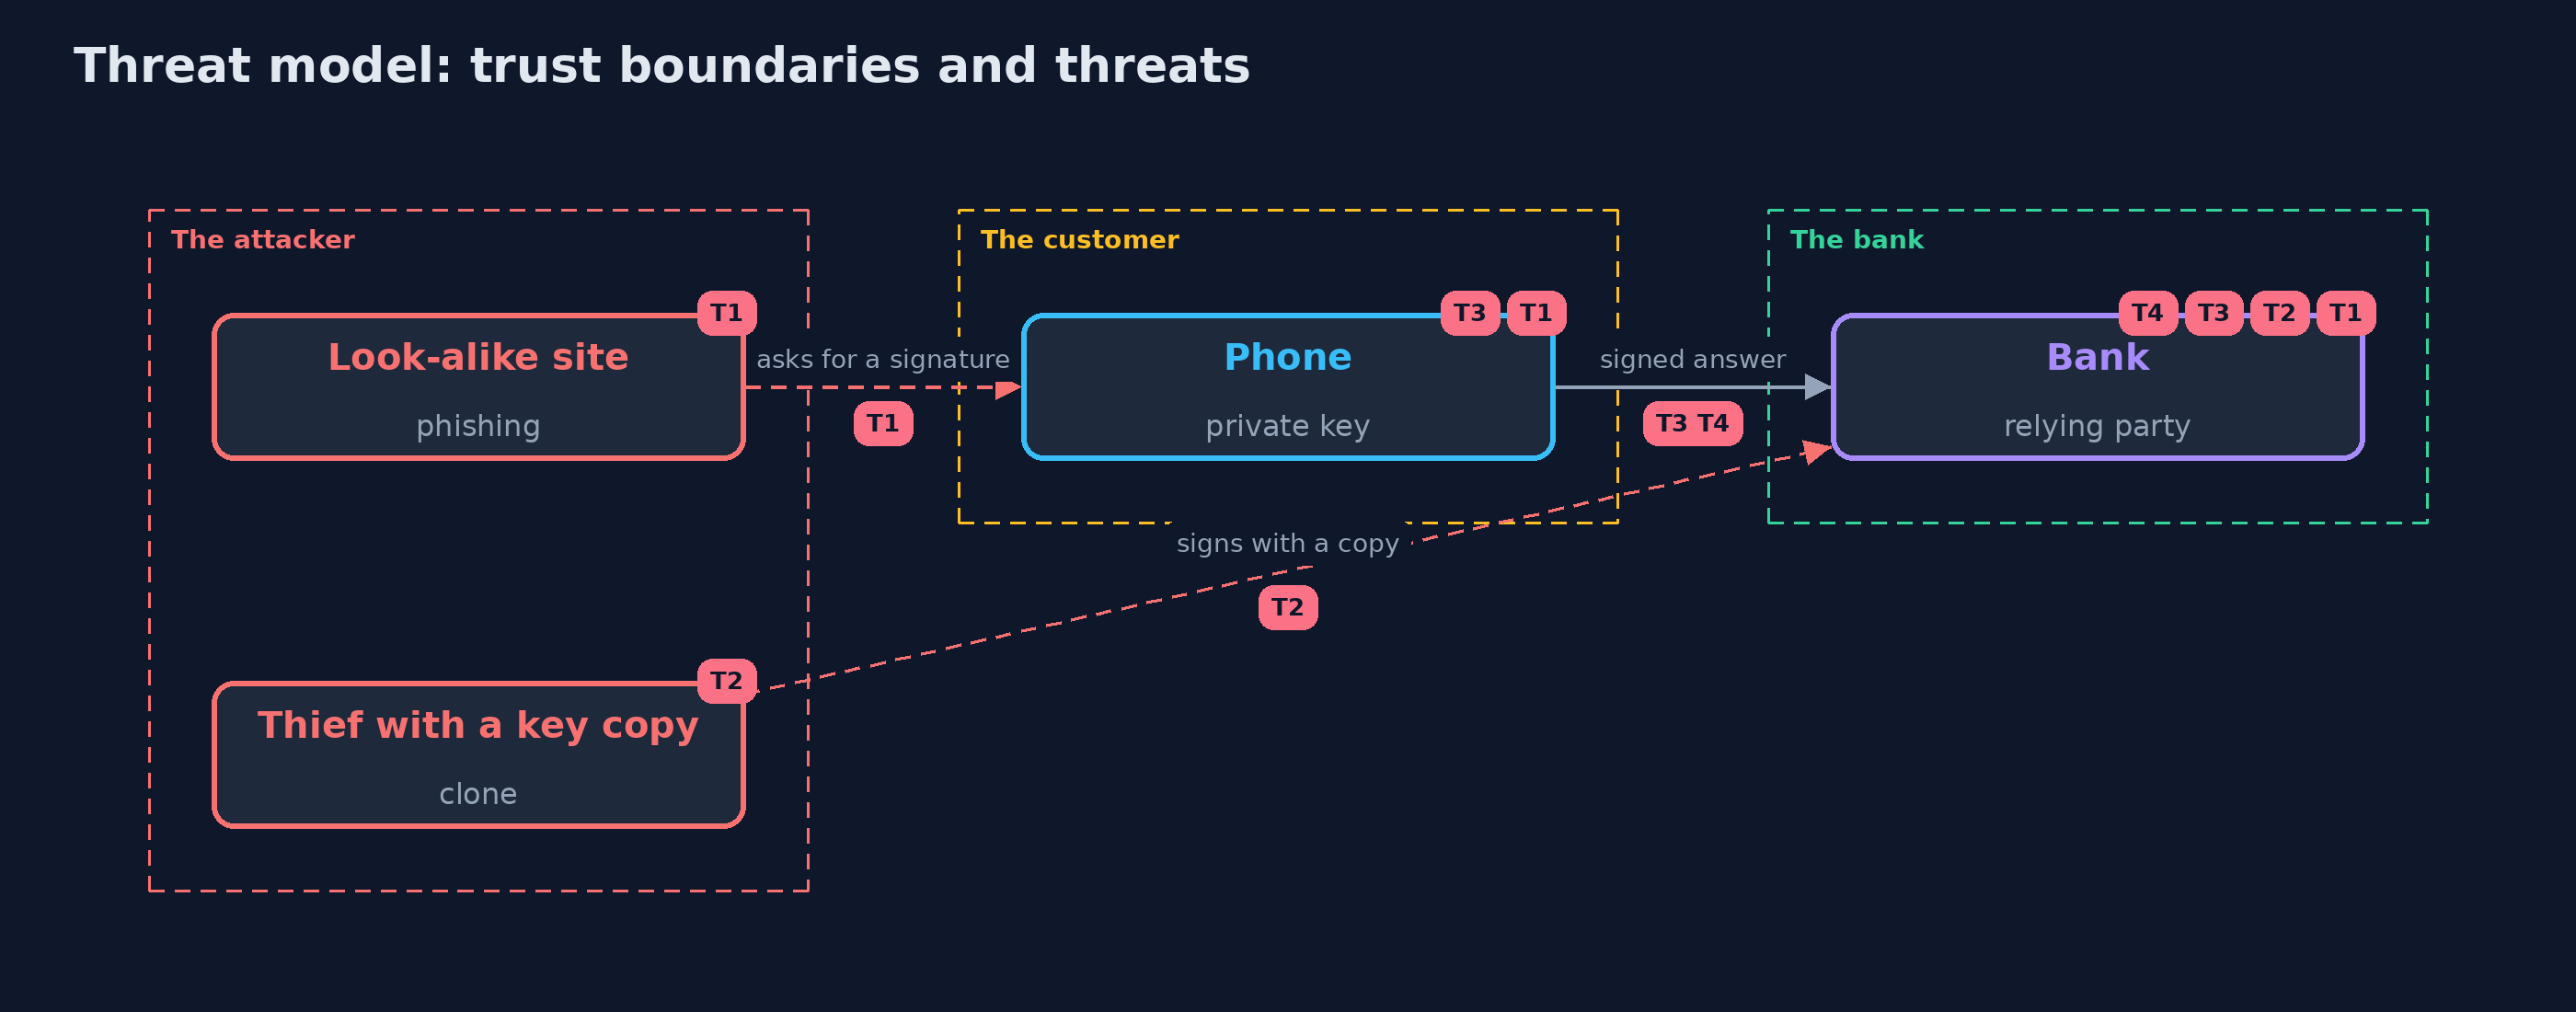 Threat model: trust boundaries and threats
The attacker
T1
Look-alike site
phishing
asks for a signature
T1
The customer
T3 T1
Phone
private key
signed answer
T3 T4
The bank
T4 T3 T2 T1
Bank
relying party
signs with a copy
T2
T2
Thief with a key copy
clone